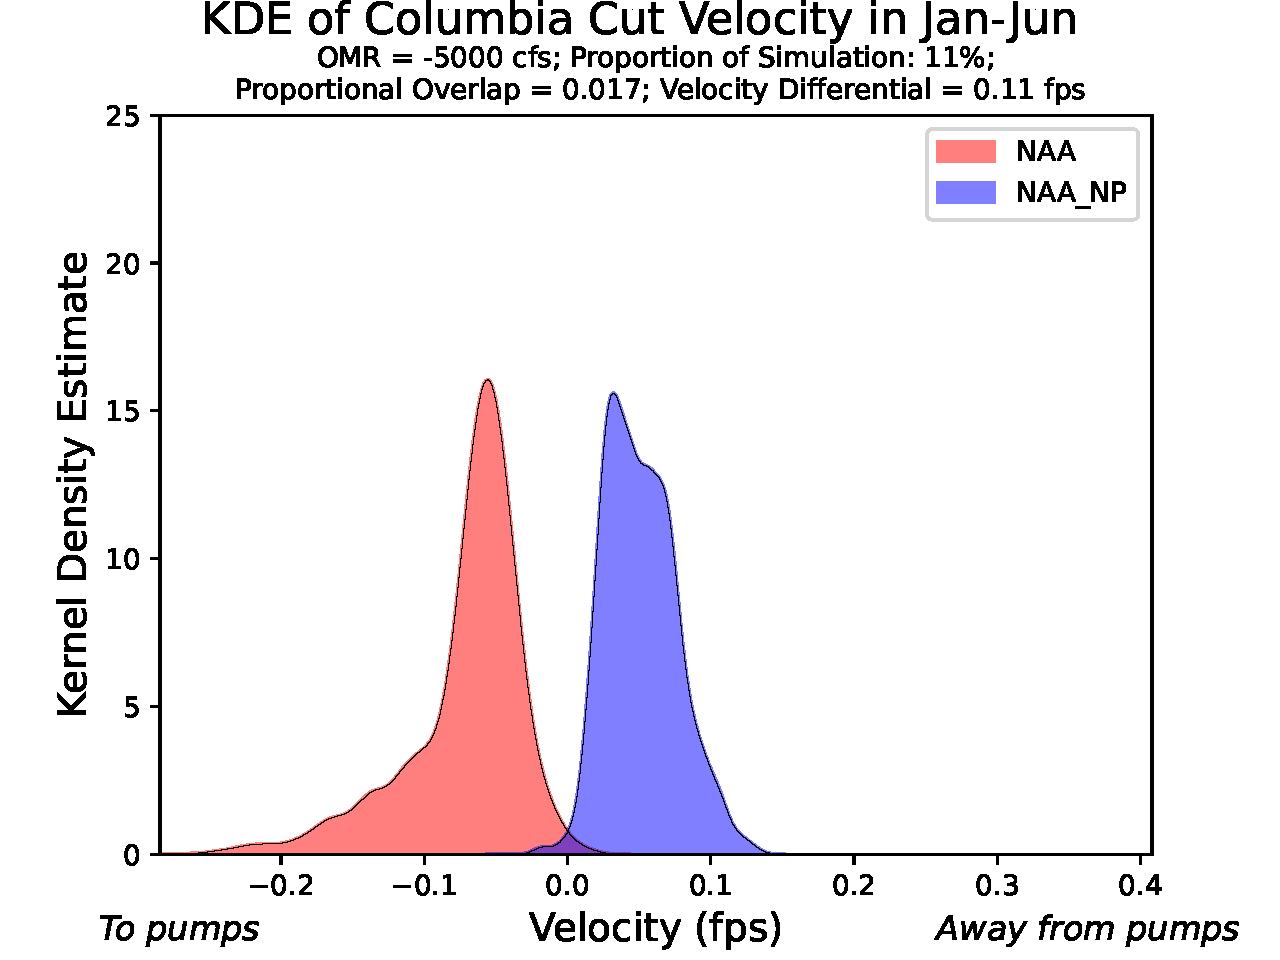 KDE of Columbia Cut Velocity in Jan-Jun
OMR = -5000 cfs; Proportion of Simulation: 11%;
Proportional Overlap = 0.017; Velocity Differential = 0.11 fps
25
20
15
10
5
0
Kernel Density Estimate
NAA
NAA_NP
−0.2 −0.1 0.0 0.1 0.2 0.3 0.4
To pumps Velocity (fps) Away from pumps